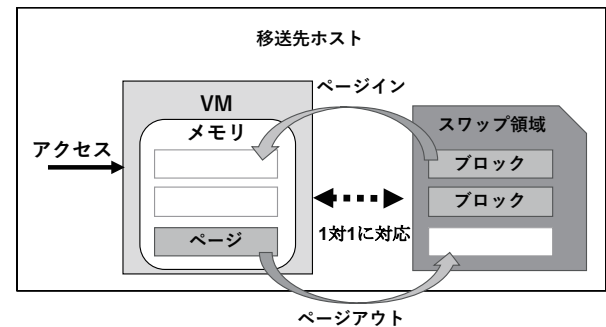 移送先ホスト
ページイン
VM
メモリ
スワップ領域
アクセス
ブロック
ブロック
1対1に対応
ページ
ページアウト